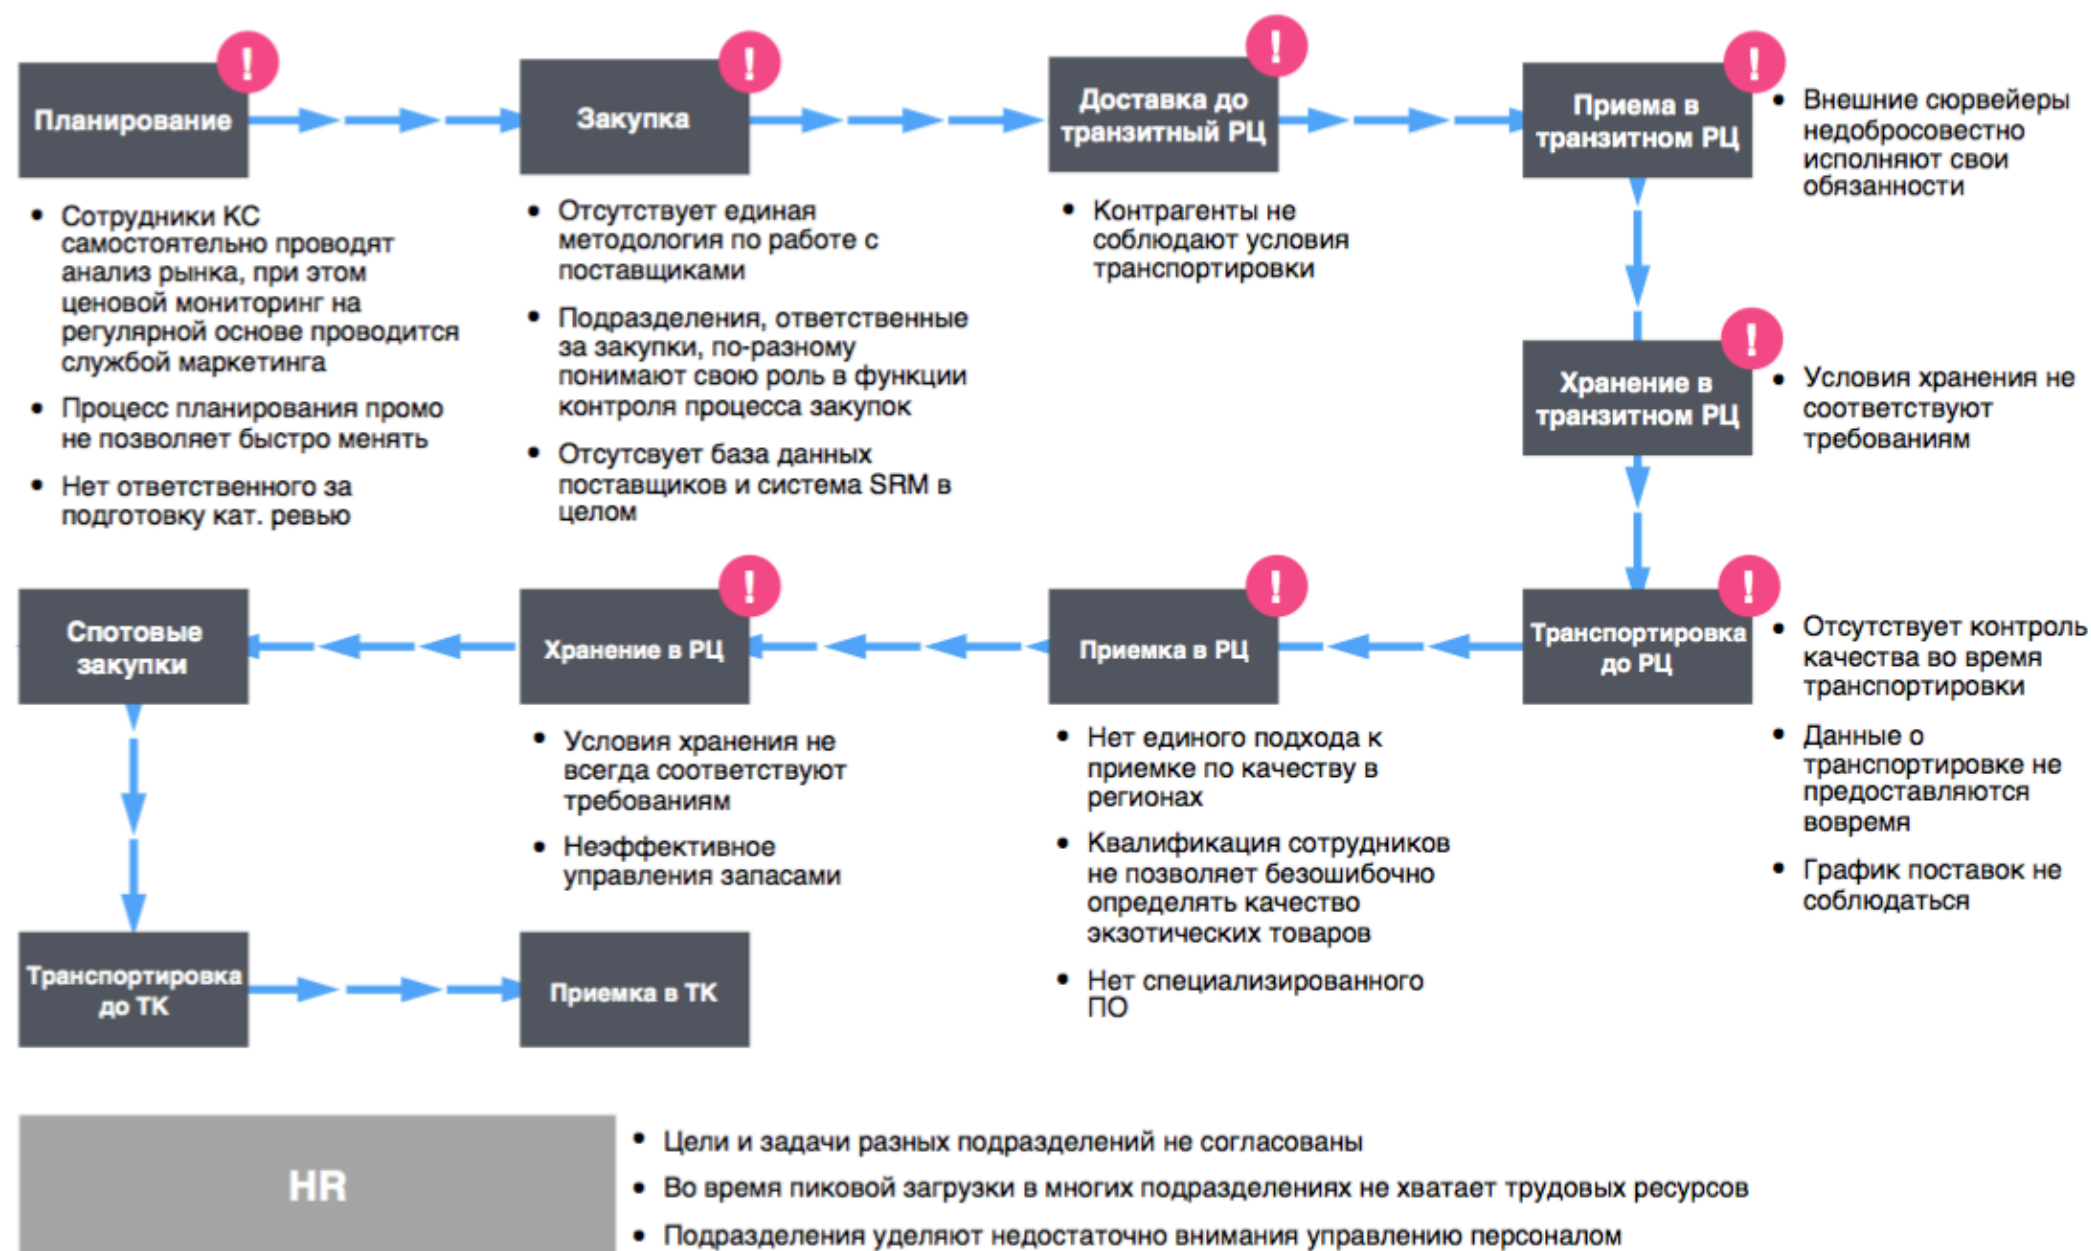 Планирование
!
Закупка
!
Доставка до
транзитный РЦ
!
Приема в
транзитном РЦ
!
• Внешние сюрвейеры
недобросовестно
исполняют свои
обязанности
• Сотрудники КС
самостоятельно проводят
анализ рынка, при этом
ценовой мониторинг на
регулярной основе проводится
службой маркетинга
• Процесс планирования промо
не позволяет быстро менять
• Нет ответственного за
подготовку кат. ревью
• Отсутствует единая
методология по работе с
поставщиками
• Подразделения, ответственные
за закупки, по-разному
понимают свою роль в функции
контроля процесса закупок
• Отсутсвует база данных
поставщиков и система SRM в
целом
• Контрагенты не
соблюдают условия
транспортировки
Хранение в
транзитном РЦ
!
• Условия хранения не
соответствуют
требованиям
Спотовые
закупки
Хранение в РЦ
!
Приемка в РЦ
!
Транспортировка
до РЦ
!
• Отсутствует контроль
качества во время
транспортировки
• Данные о
транспортировке не
предоставляются
вовремя
• График поставок не
соблюдаться
• Условия хранения не
всегда соответствуют
требованиям
• Неэффективное
управления запасами
• Нет единого подхода к
приемке по качеству в
регионах
• Квалификация сотрудников
не позволяет безошибочно
определять качество
экзотических товаров
• Нет специализированного
ПО
Транспортировка
до ТК
Приемка в ТК
HR
• Цели и задачи разных подразделений не согласованы
• Во время пиковой загрузки в многих подразделениях не хватает трудовых ресурсов
• Подразделения уделяют недостаточно внимания управлению персоналом